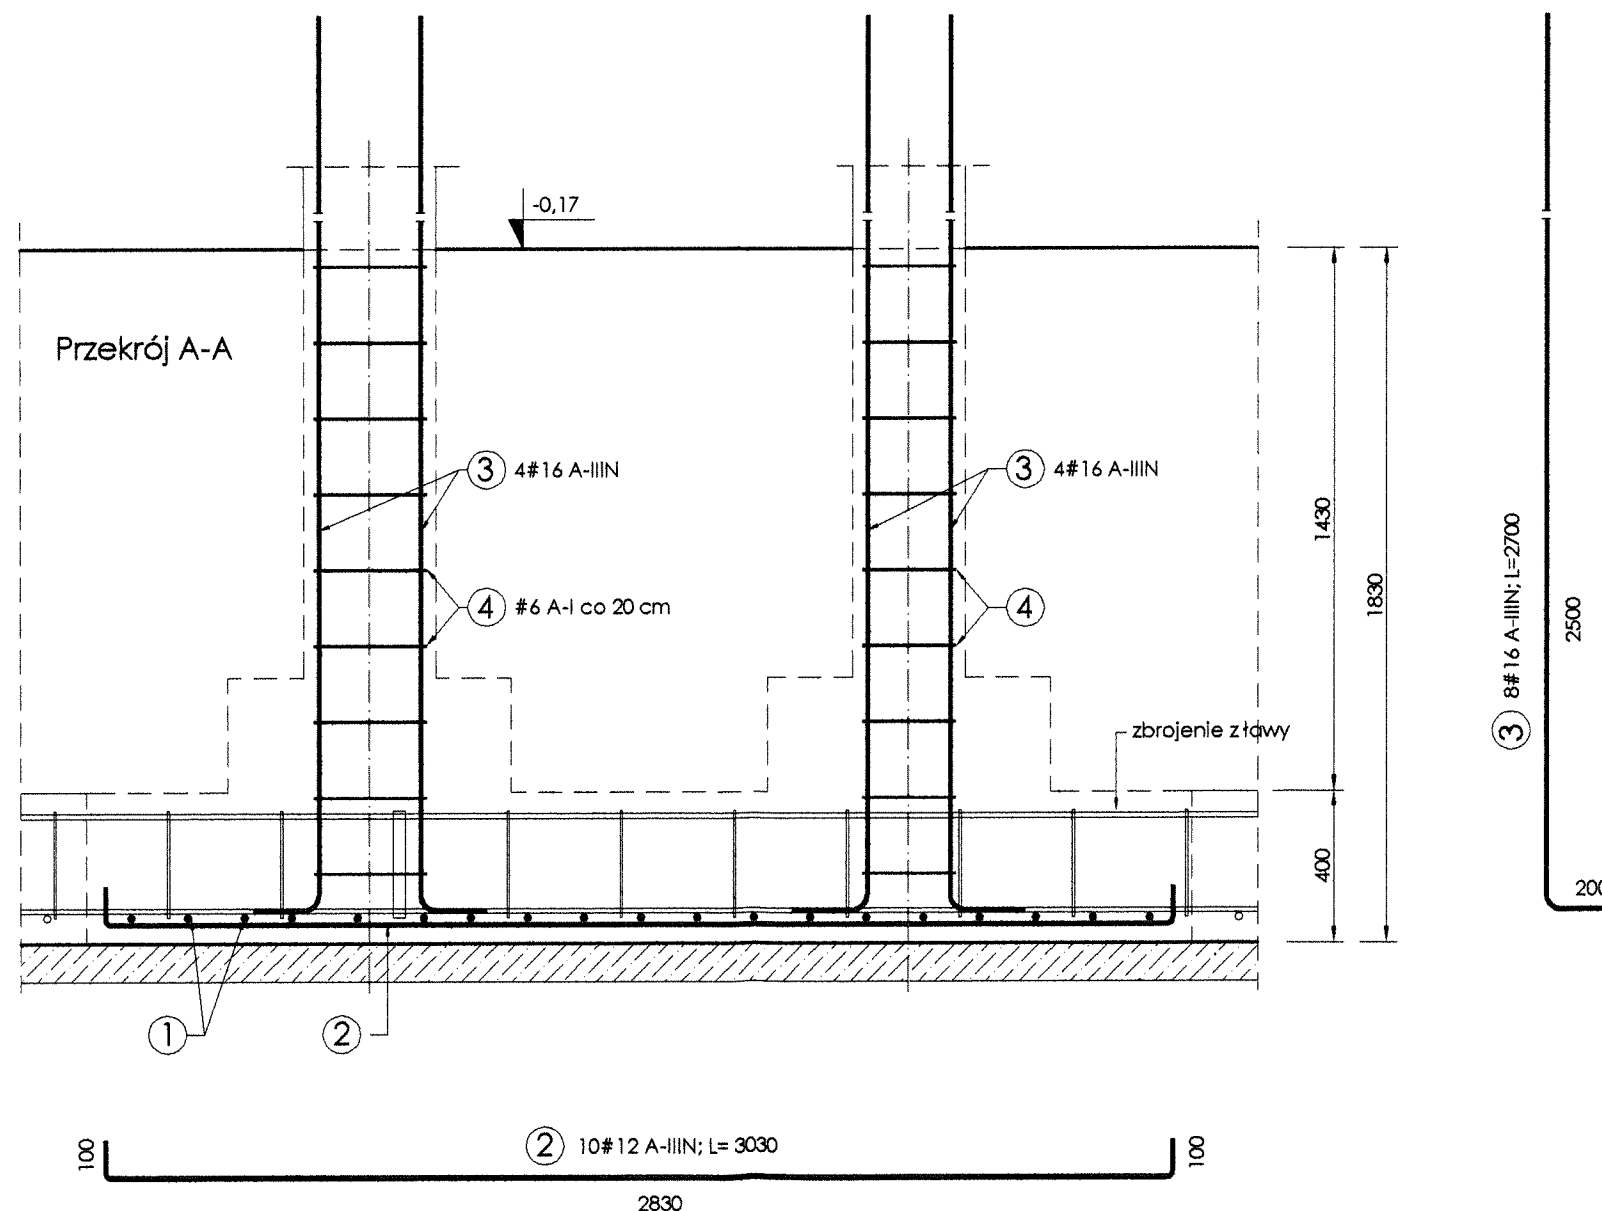 -0,17
Przekrój A-A
3 4#16 A-IIIN
3 4#16 A-IIIN
4 #6 A-I co 20 cm
4
zbrojenie z ławy
1430
1830
400
3 8#16 A-IIIN; L=2700
2500
200
1
2
2 10#12 A-IIIN; L= 3030
100
100
2830